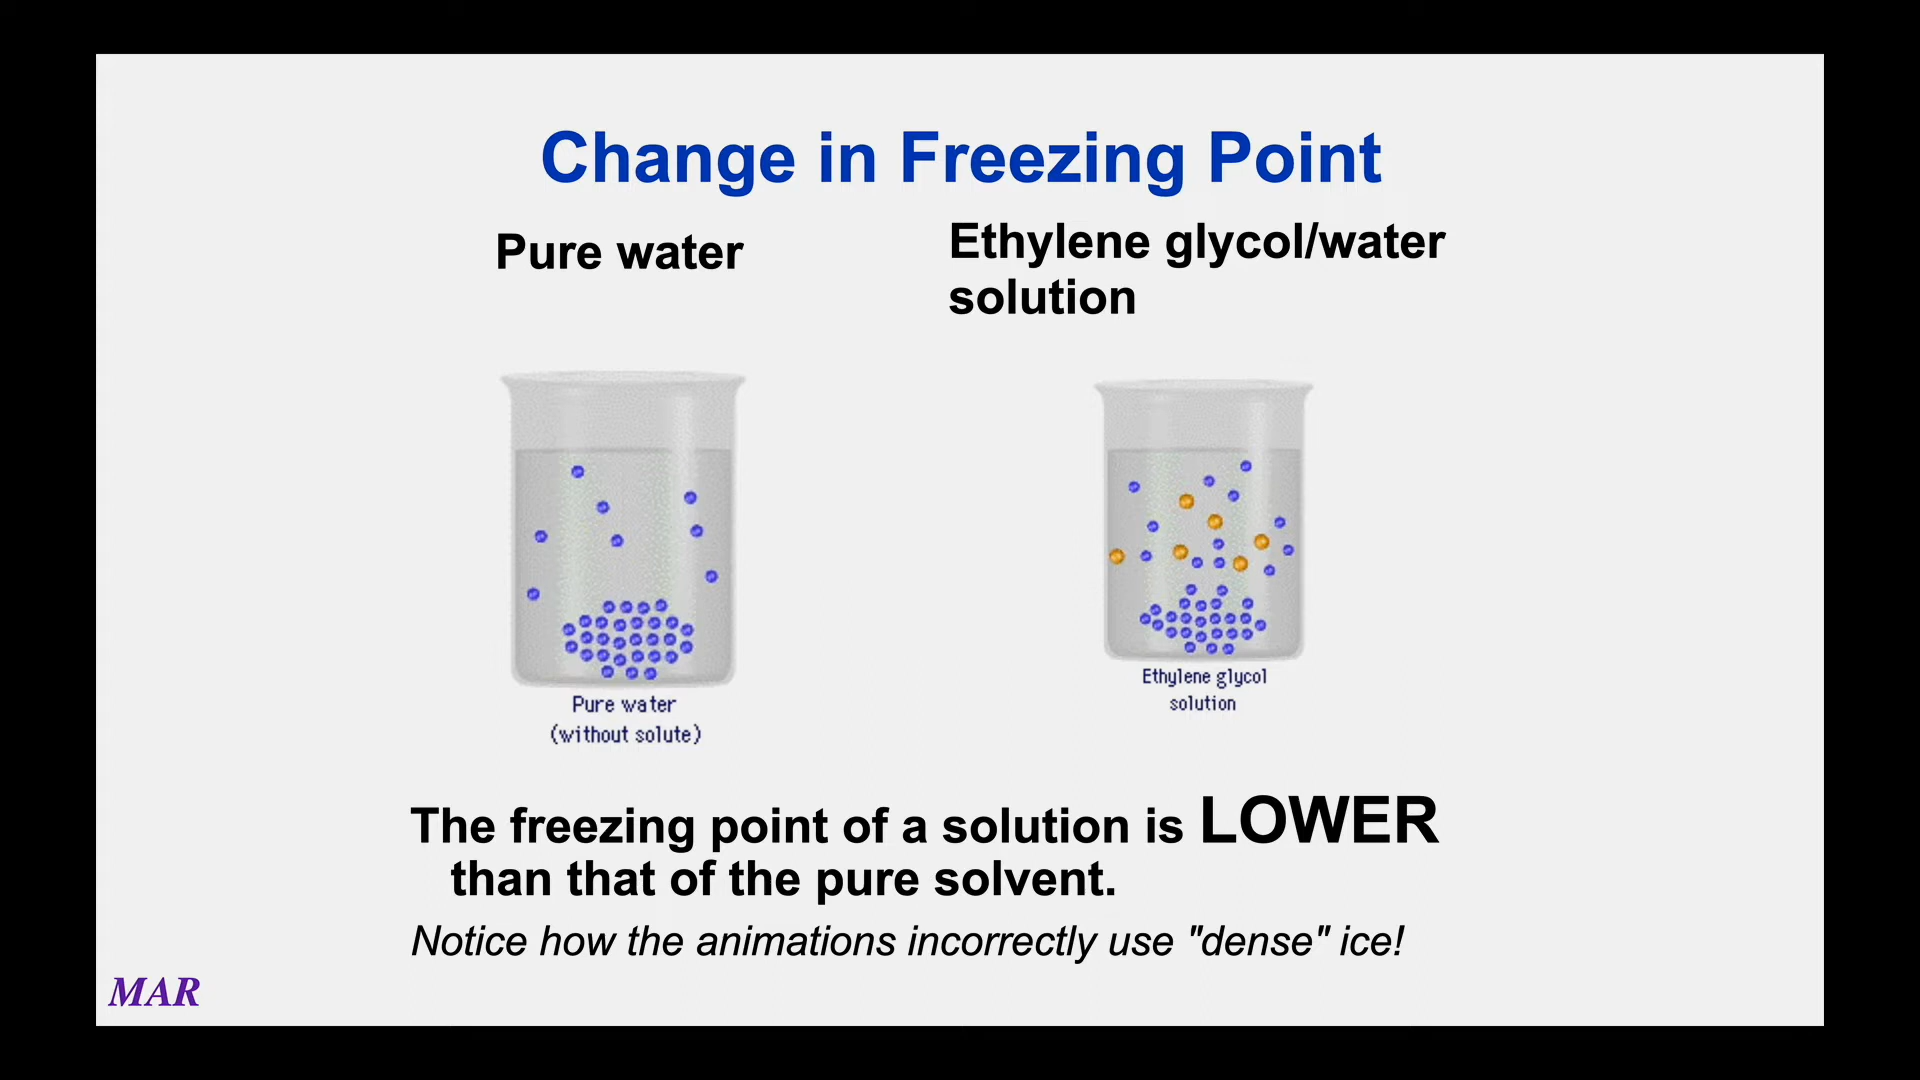 Change in Freezing Point
Pure water
Ethylene glycol/water
solution
Pure water
(without solute)
Ethylene glycol
solution
The freezing point of a solution is LOWER
than that of the pure solvent.
Notice how the animations incorrectly use "dense" ice!
MAR